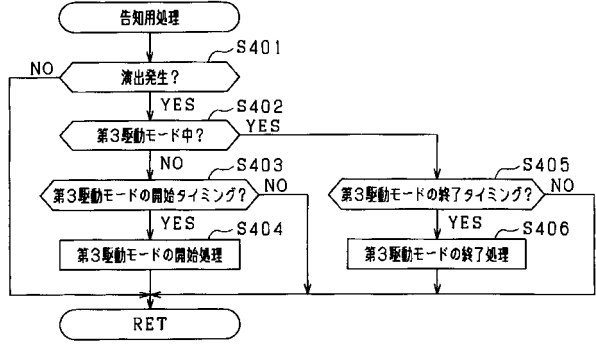 告知用処理
S401
演出発生？
NO
YES
S402
第3駆動モード中？
YES
NO
S403
第3駆動モードの開始タイミング？
NO
YES
S404
第3駆動モードの開始処理
S405
第3駆動モードの終了タイミング？
NO
YES
S406
第3駆動モードの終了処理
RET